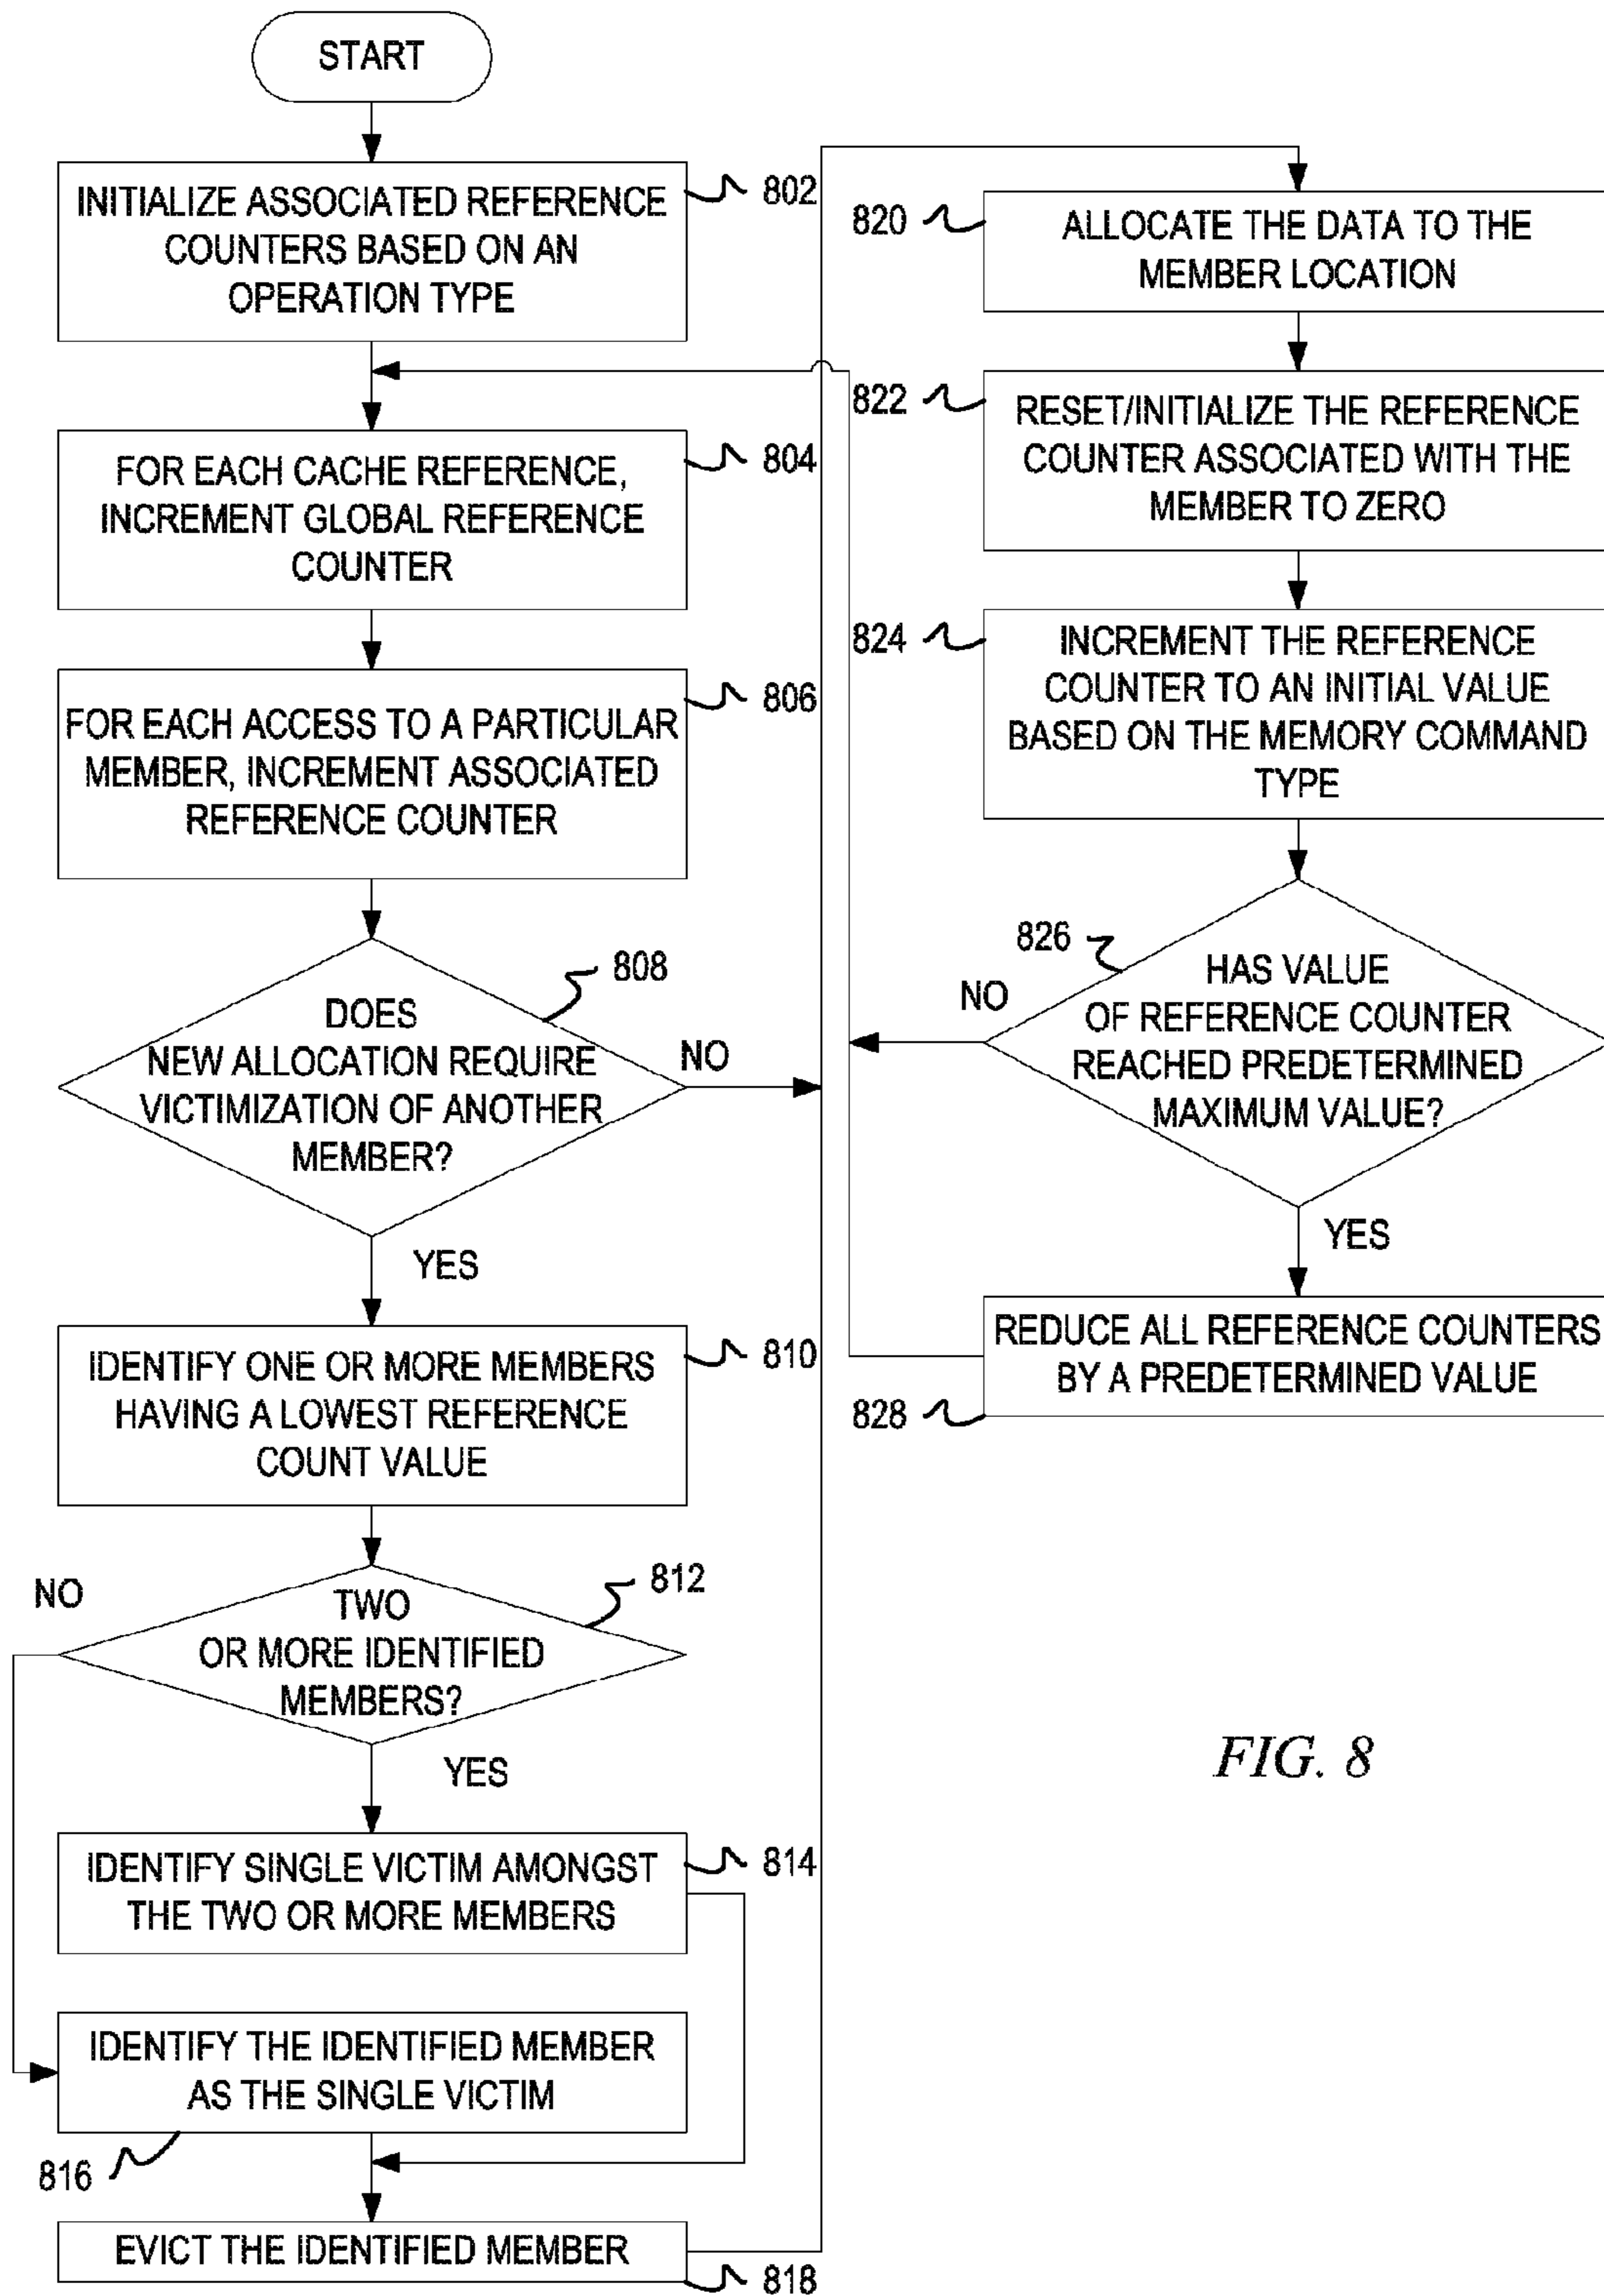 START
INITIALIZE ASSOCIATED REFERENCE
COUNTERS BASED ON AN
OPERATION TYPE
802
FOR EACH CACHE REFERENCE,
INCREMENT GLOBAL REFERENCE
COUNTER
804
FOR EACH ACCESS TO A PARTICULAR
MEMBER, INCREMENT ASSOCIATED
REFERENCE COUNTER
806
808
DOES
NEW ALLOCATION REQUIRE
VICTIMIZATION OF ANOTHER
MEMBER?
NO
YES
IDENTIFY ONE OR MORE MEMBERS
HAVING A LOWEST REFERENCE
COUNT VALUE
810
812
NO
TWO
OR MORE IDENTIFIED
MEMBERS?
YES
IDENTIFY SINGLE VICTIM AMONGST
THE TWO OR MORE MEMBERS
814
IDENTIFY THE IDENTIFIED MEMBER
AS THE SINGLE VICTIM
816
EVICT THE IDENTIFIED MEMBER
818
820
ALLOCATE THE DATA TO THE
MEMBER LOCATION
822
RESET/INITIALIZE THE REFERENCE
COUNTER ASSOCIATED WITH THE
MEMBER TO ZERO
824
INCREMENT THE REFERENCE
COUNTER TO AN INITIAL VALUE
BASED ON THE MEMORY COMMAND
TYPE
826
HAS VALUE
OF REFERENCE COUNTER
REACHED PREDETERMINED
MAXIMUM VALUE?
NO
YES
REDUCE ALL REFERENCE COUNTERS
BY A PREDETERMINED VALUE
828
FIG. 8